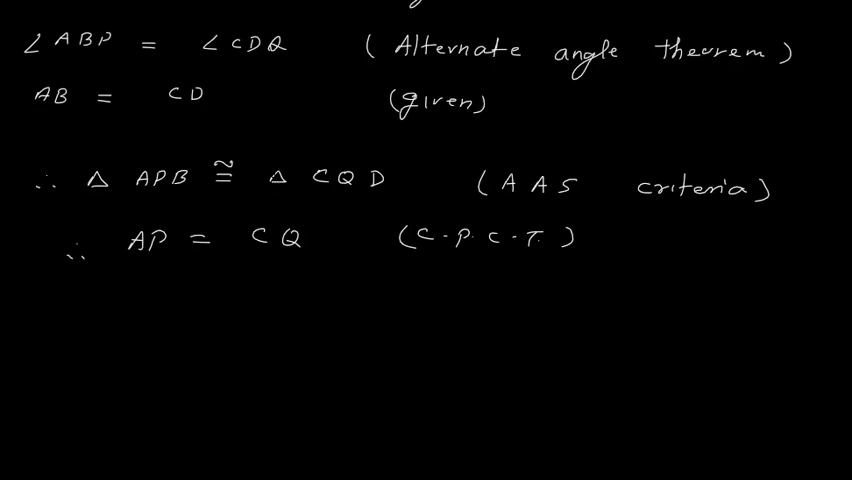 ∠ ABP = ∠ CDQ (Alternate angle theorem)
AB = CD (given)
∴ △ APB ≅ △ CQD (AAS criteria)
∴ AP = CQ (C.P.C.T.)